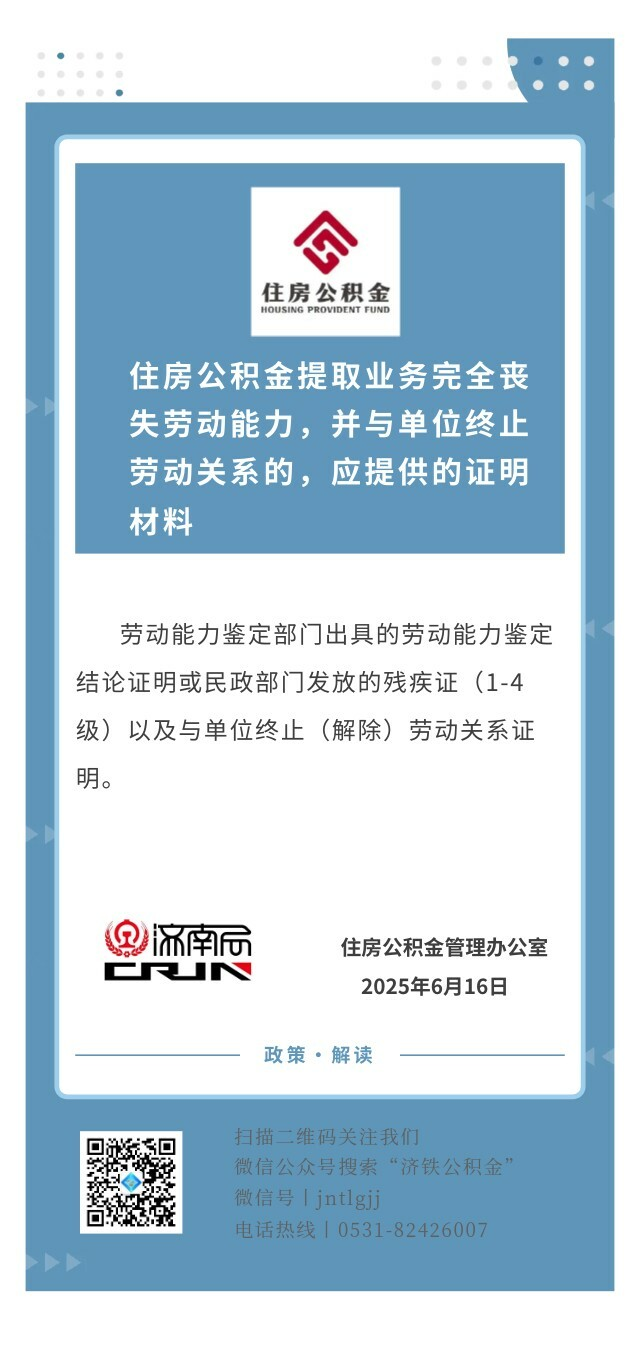 住房公积金
HOUSING PROVIDENT FUND
住房公积金提取业务完全丧
失劳动能力，并与单位终止
劳动关系的，应提供的证明
材料
劳动能力鉴定部门出具的劳动能力鉴定
结论证明或民政部门发放的残疾证（1-4
级）以及与单位终止（解除）劳动关系证
明。
济南局
CRJN
住房公积金管理办公室
2025年6月16日
政策·解读
扫描二维码关注我们
微信公众号搜索“济铁公积金”
微信号丨jntlgjj
电话热线丨0531-82426007